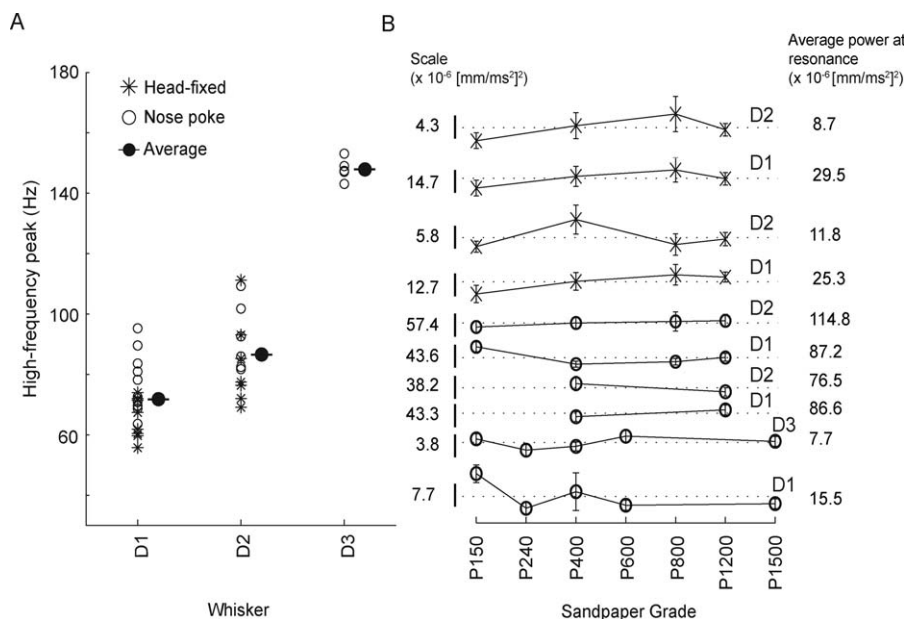 A
180
140
100
60
High-frequency peak (Hz)
Head-fixed
Nose poke
Average
D1
D2
D3
Whisker
B
Scale
(x 10⁻⁶ [mm/ms²]²)
Average power at
resonance
(x 10⁻⁶ [mm/ms²]²)
4.3 D2 8.7
14.7 D1 29.5
5.8 D2 11.8
12.7 D1 25.3
57.4 D2 114.8
43.6 D1 87.2
38.2 D2 76.5
43.3 D1 86.6
3.8 D3 7.7
7.7 D1 15.5
P150
P240
P400
P600
P800
P1200
P1500
Sandpaper Grade